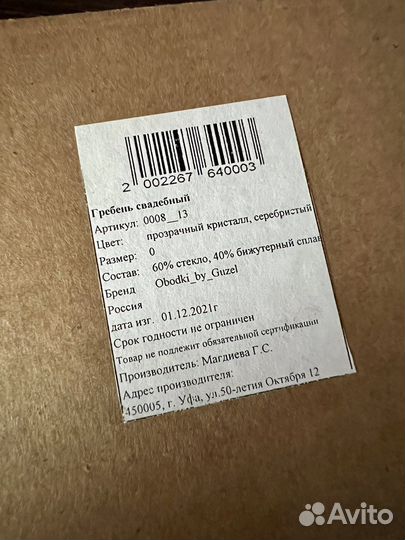 2 002267 640003
Гребень свадебный
Артикул: 0008__13
Цвет: прозрачный кристалл, серебристый
Размер: 0
Состав: 60% стекло, 40% бижутерный сплав
Бренд Obodki_by_Guzel
Россия
дата изг. 01.12.2021г
Срок годности не ограничен
Товар не подлежит обязательной сертификации
Производитель: Магдиева Г.С.
Адрес производителя:
450005, г. Уфа, ул.50-летия Октября 12
Avito